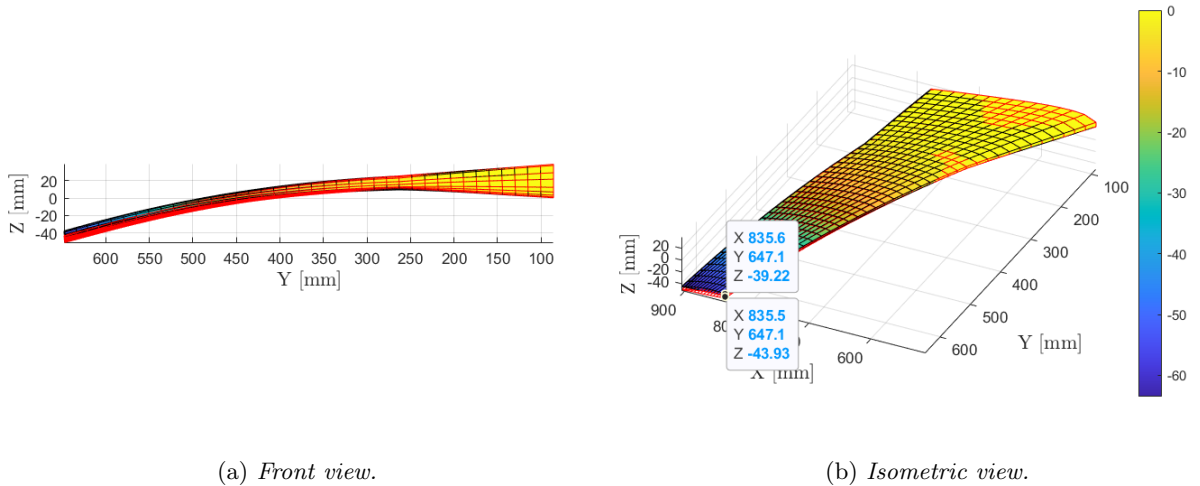 20
0
-20
-40
Z [mm]
600 550 500 450 400 350 300 250 200 150 100
Y [mm]
0
-10
-20
-30
-40
-50
-60
20
0
-20
-40
Z [mm]
X 835.6
Y 647.1
Z -39.22
X 835.5
Y 647.1
Z -43.93
900
600
X [mm]
100
200
300
400
500
600
Y [mm]
(a) Front view.
(b) Isometric view.